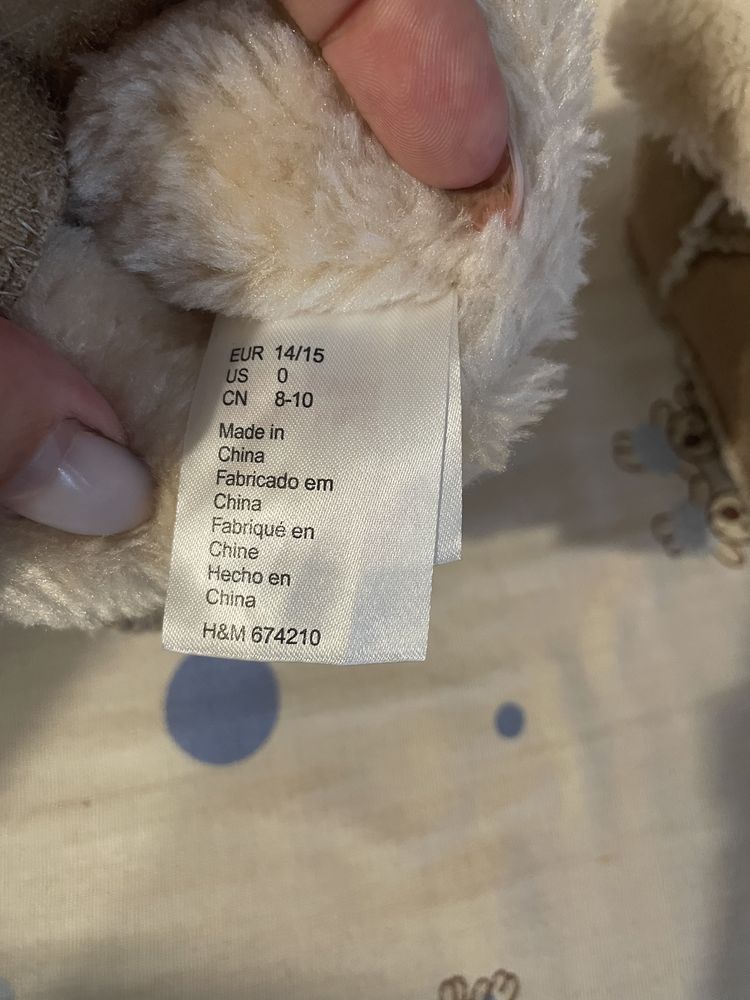 EUR 14/15
US 0
CN 8-10
Made in
China
Fabricado em
China
Fabriqué en
Chine
Hecho en
China
H&M 674210